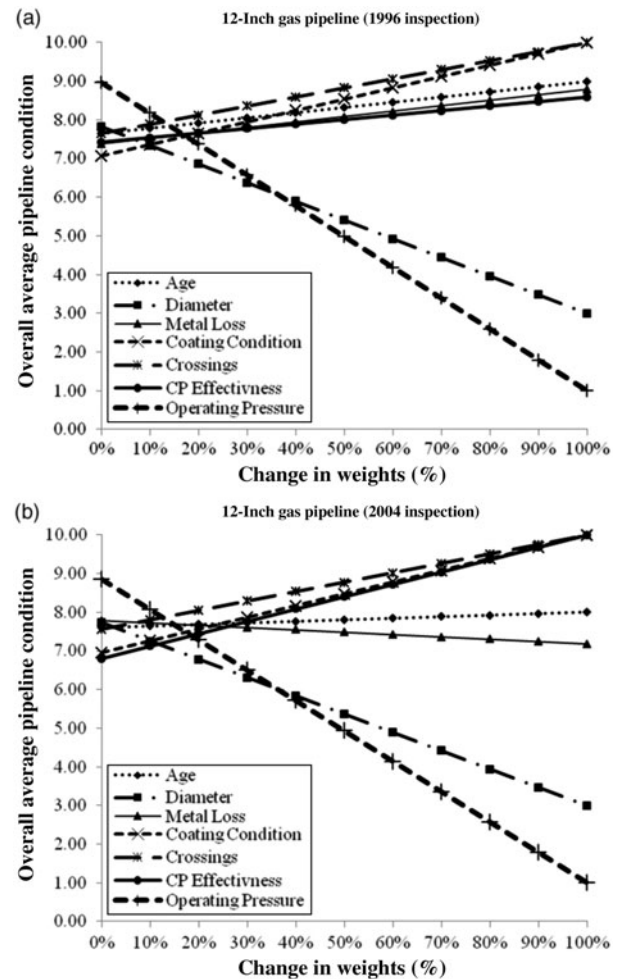 (a)
12-Inch gas pipeline (1996 inspection)
Overall average pipeline condition
10.00
9.00
8.00
7.00
6.00
5.00
4.00
3.00
2.00
1.00
Age
Diameter
Metal Loss
Coating Condition
Crossings
CP Effectivness
Operating Pressure
0% 10% 20% 30% 40% 50% 60% 70% 80% 90% 100%
Change in weights (%)
(b)
12-Inch gas pipeline (2004 inspection)
Overall average pipeline condition
10.00
9.00
8.00
7.00
6.00
5.00
4.00
3.00
2.00
1.00
0.00
Age
Diameter
Metal Loss
Coating Condition
Crossings
CP Effectivness
Operating Pressure
0% 10% 20% 30% 40% 50% 60% 70% 80% 90% 100%
Change in weights (%)